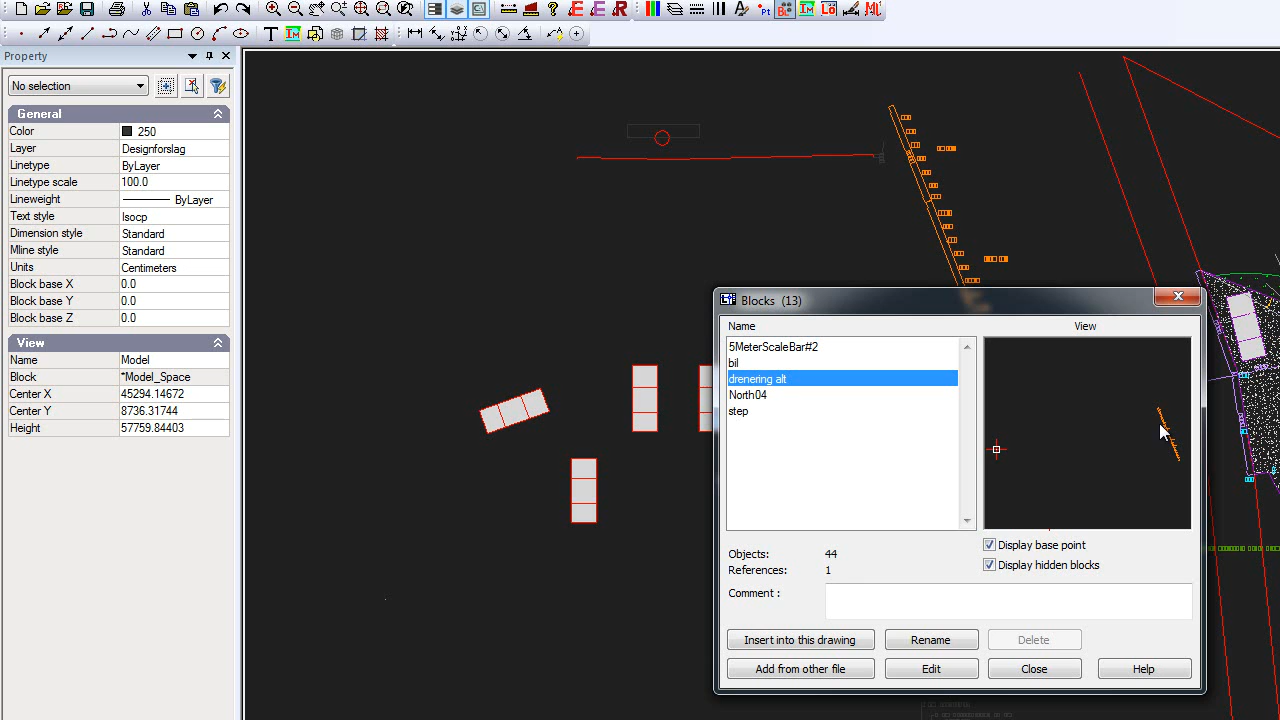 Property
No selection
General
Color 250
Layer Designforslag
Linetype ByLayer
Linetype scale 100.0
Lineweight ByLayer
Text style Isocp
Dimension style Standard
Mline style Standard
Units Centimeters
Block base X 0.0
Block base Y 0.0
Block base Z 0.0
View
Name Model
Block *Model_Space
Center X 45294.14672
Center Y 8736.31744
Height 57759.84403
Blocks (13)
Name View
5MeterScaleBar#2
bil
drenering alt
North04
step
Display base point
Display hidden blocks
Objects: 44
References: 1
Comment :
Insert into this drawing Rename Delete
Add from other file Edit Close Help